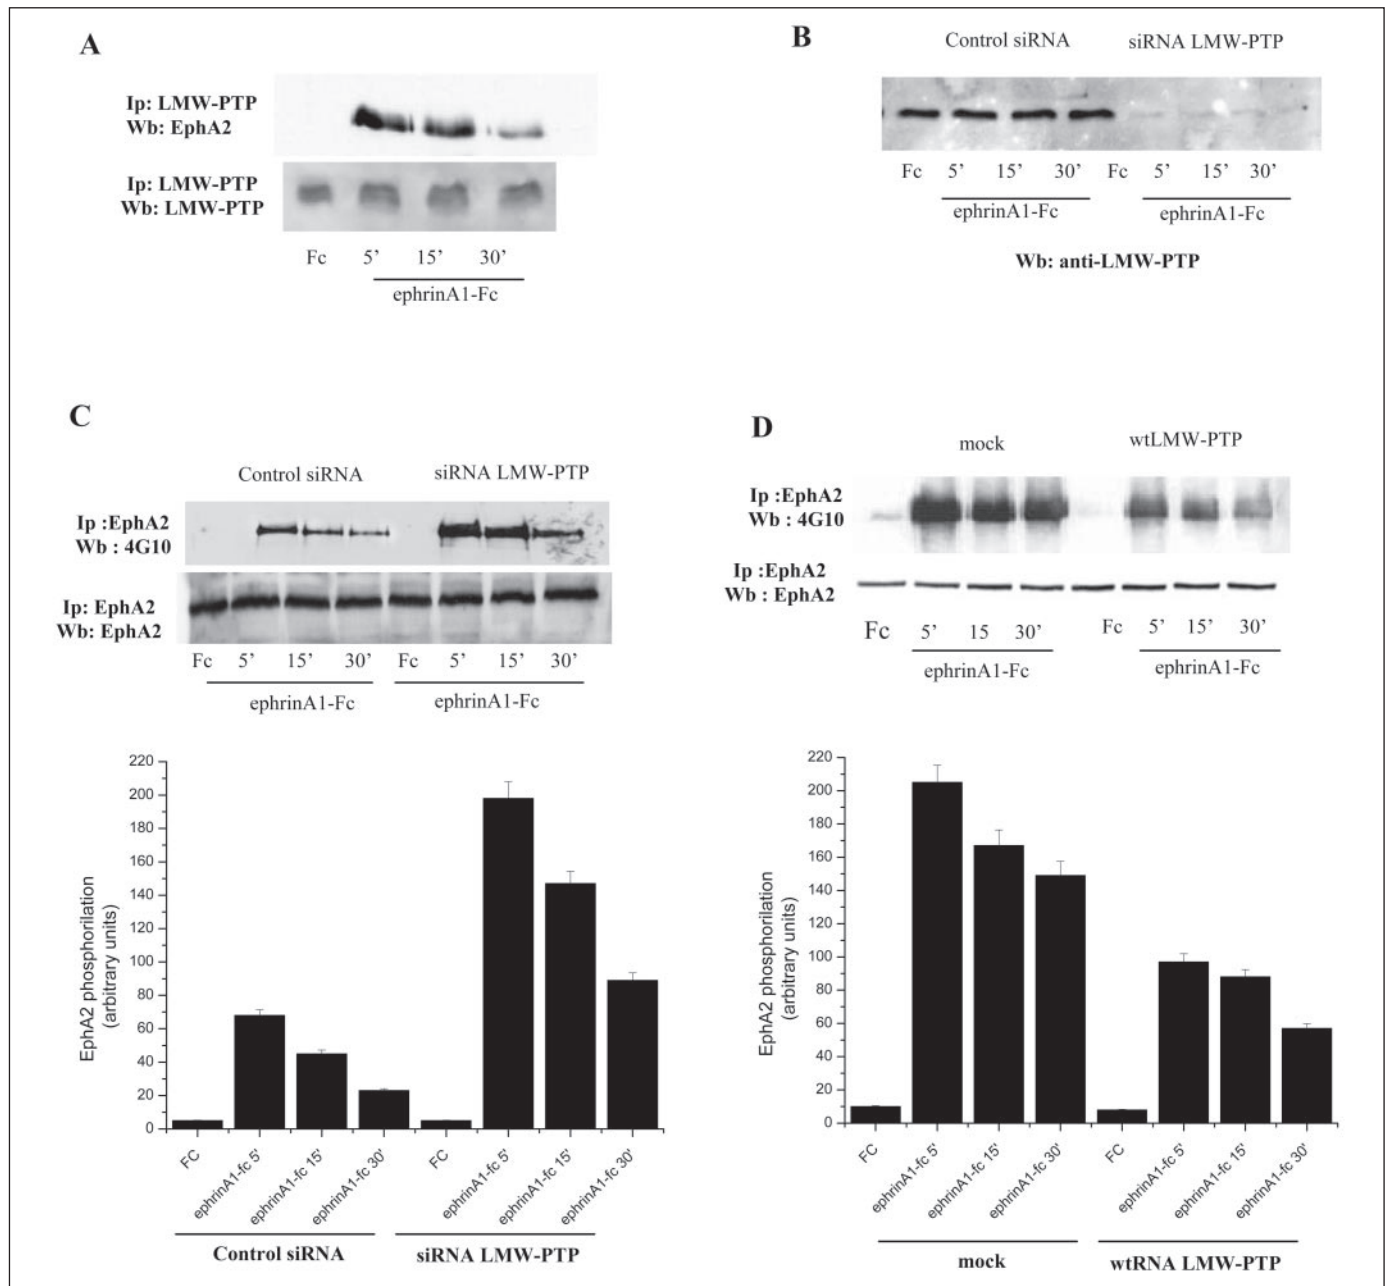 A
Ip: LMW-PTP
Wb: EphA2
Ip: LMW-PTP
Wb: LMW-PTP
Fc 5’ 15’ 30’
ephrinA1-Fc
B
Control siRNA siRNA LMW-PTP
Fc 5’ 15’ 30’ Fc 5’ 15’ 30’
ephrinA1-Fc ephrinA1-Fc
Wb: anti-LMW-PTP
C
Control siRNA siRNA LMW-PTP
Ip :EphA2
Wb : 4G10
Ip: EphA2
Wb: EphA2
Fc 5’ 15’ 30’ Fc 5’ 15’ 30’
ephrinA1-Fc ephrinA1-Fc
220
200
180
160
140
120
100
80
60
40
20
0
EphA2 phosphorilation
(arbitrary units)
FC
ephrinA1-fc 5'
ephrinA1-fc 15'
ephrinA1-fc 30'
FC
ephrinA1-fc 5'
ephrinA1-fc 15'
ephrinA1-fc 30'
Control siRNA siRNA LMW-PTP
D
mock wtLMW-PTP
Ip :EphA2
Wb : 4G10
Ip :EphA2
Wb : EphA2
Fc 5’ 15 30’ Fc 5’ 15’ 30’
ephrinA1-Fc ephrinA1-Fc
220
200
180
160
140
120
100
80
60
40
20
0
EphA2 phosphorilation
(arbitrary units)
FC
ephrinA1-fc 5'
ephrinA1-fc 15'
ephrinA1-fc 30'
FC
ephrinA1-fc 5'
ephrinA1-fc 15'
ephrinA1-fc 30'
mock wtRNA LMW-PTP